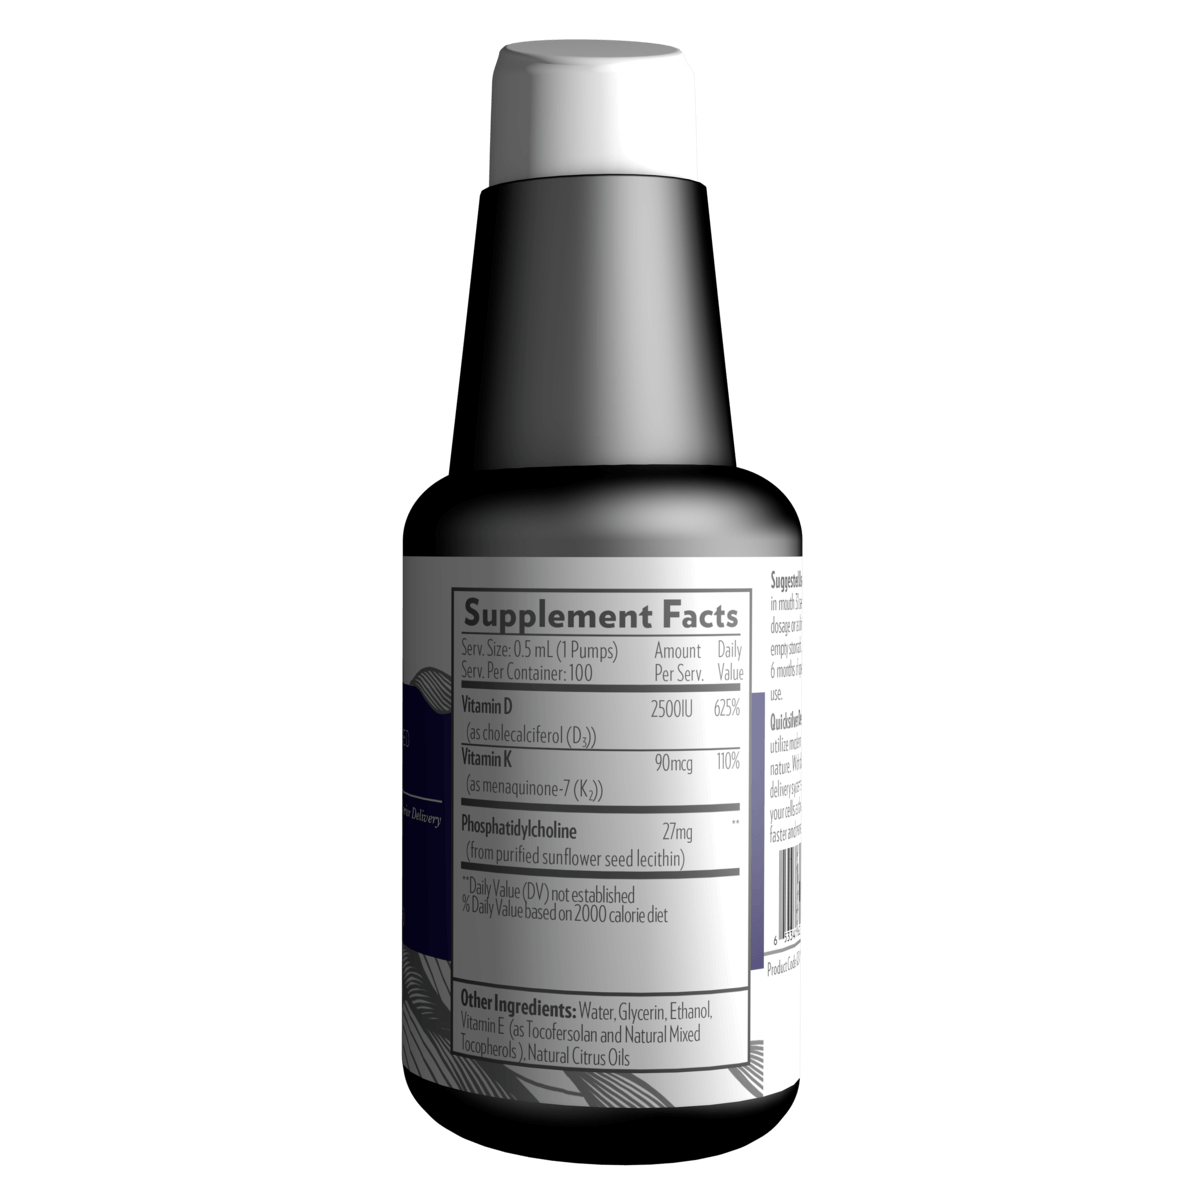 Supplement Facts
Serv. Size: 0.5 mL (1 Pumps) Amount Daily
Serv. Per Container: 100 Per Serv. Value
Vitamin D 2500IU 625%
(as cholecalciferol (D3))
Vitamin K 90mcg 110%
(as menaquinone-7 (K2))
Phosphatidylcholine 27mg **
(from purified sunflower seed lecithin)
**Daily Value (DV) not established
% Daily Value based on 2000 calorie diet
Other Ingredients: Water, Glycerin, Ethanol,
Vitamin E (as Tocofersolan and Natural Mixed
Tocopherols), Natural Citrus Oils
Delivery
in mouth
dosage or
empty
6 months
use.
utilize
nature.
delivery
your cells
faster and
Product Code